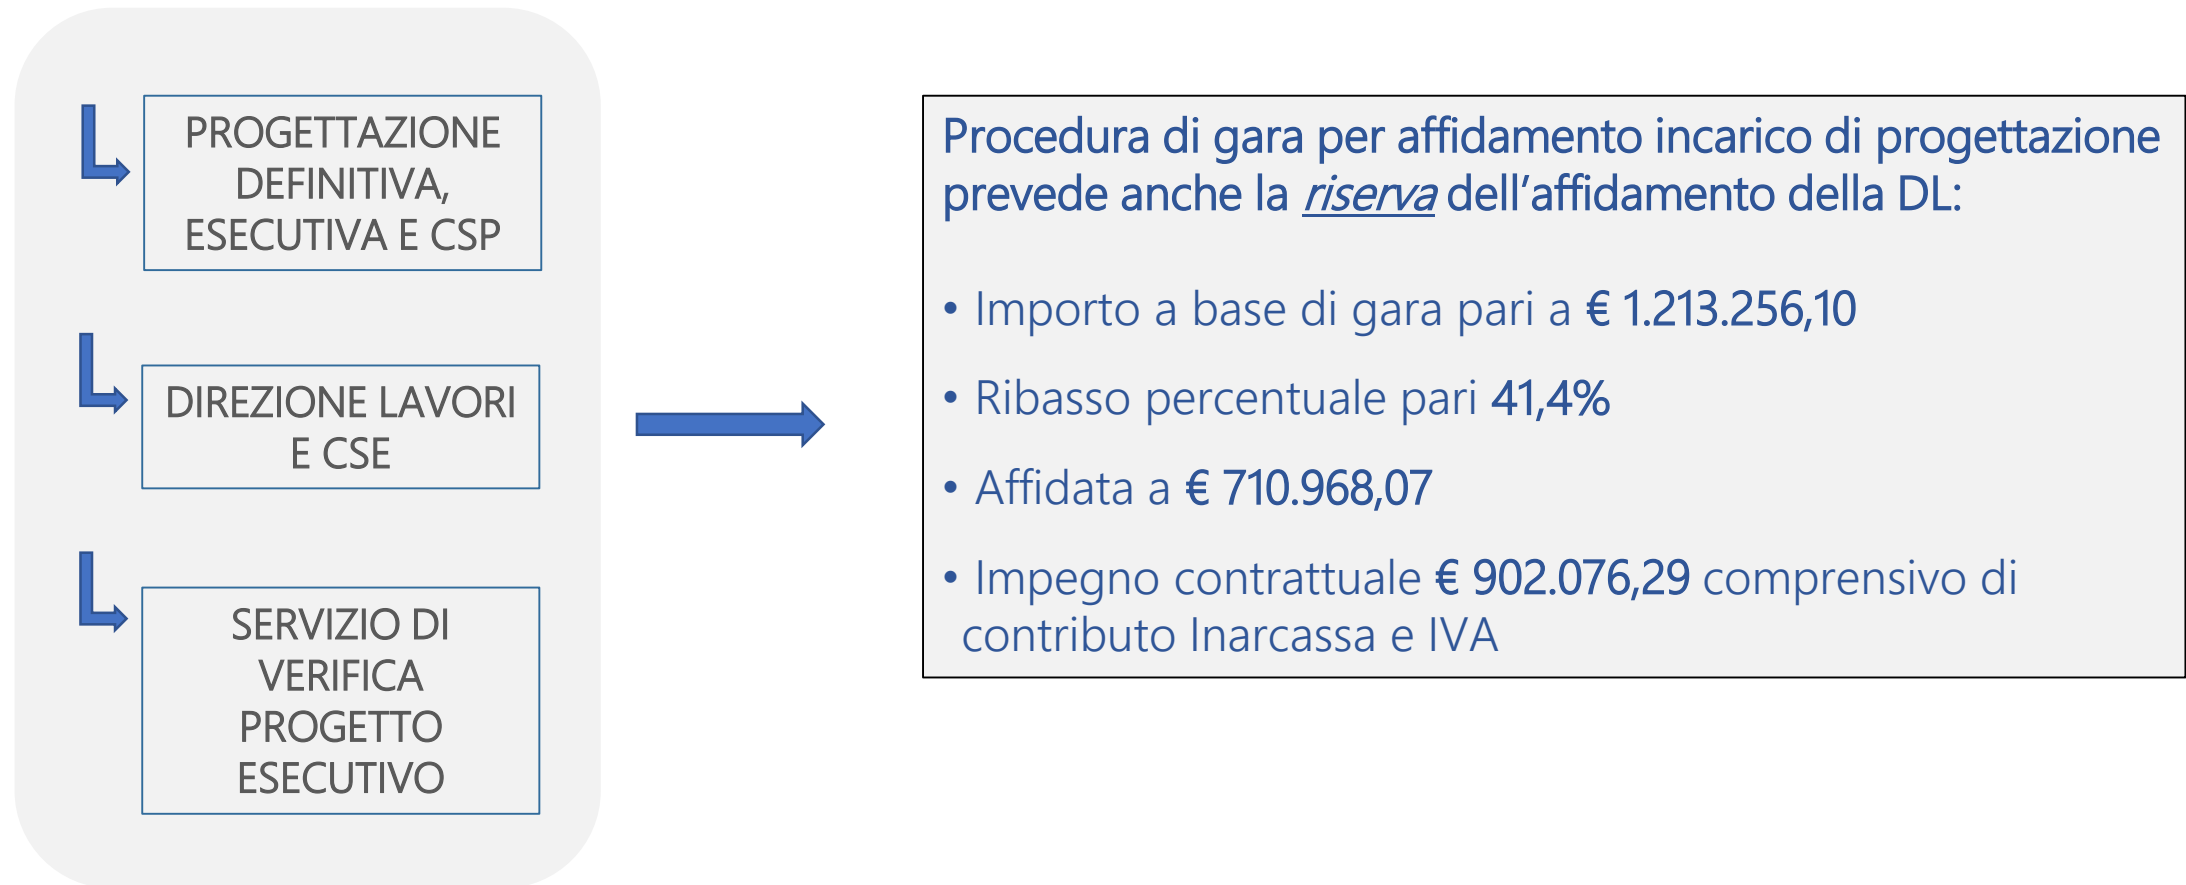 PROGETTAZIONE
DEFINITIVA,
ESECUTIVA E CSP
DIREZIONE LAVORI
E CSE
SERVIZIO DI
VERIFICA
PROGETTO
ESECUTIVO
Procedura di gara per affidamento incarico di progettazione
prevede anche la riserva dell’affidamento della DL:
• Importo a base di gara pari a € 1.213.256,10
• Ribasso percentuale pari 41,4%
• Affidata a € 710.968,07
• Impegno contrattuale € 902.076,29 comprensivo di
contributo Inarcassa e IVA